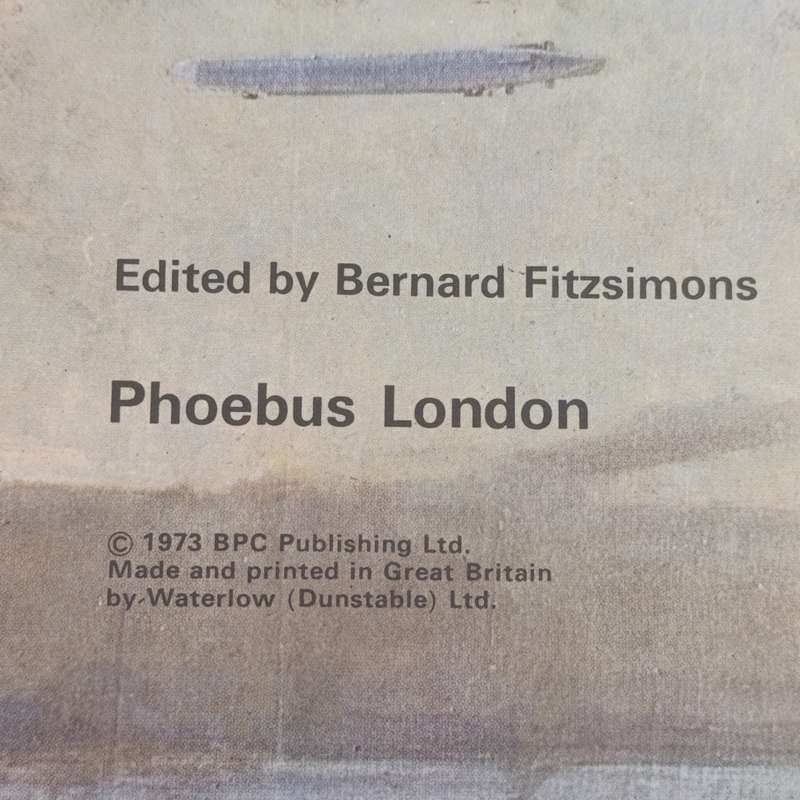 Edited by Bernard Fitzsimons
Phoebus London
© 1973 BPC Publishing Ltd.
Made and printed in Great Britain
by Waterlow (Dunstable) Ltd.